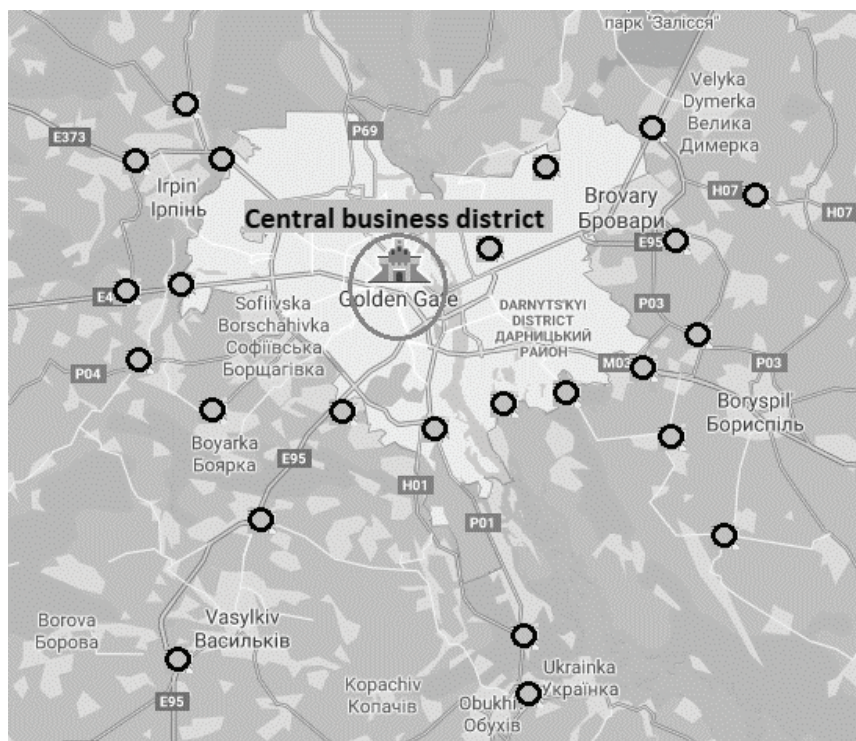 парк "Залісся"
Velyka
Dymerka
Велика
Димерка
E373
P69
Irpin'
Ірпінь
Brovary
Бровари
H07
H07
Central business district
E95
Golden Gate
Sofiivska
Borschahivka
Софіївська
Борщагівка
DARNYTS'KYI
DISTRICT
ДАРНИЦЬКИЙ
РАЙОН
P03
M03
P03
P04
Boryspil
Бориспіль
Boyarka
Боярка
E95
H01
P01
Borova
Борова
Vasylkiv
Васильків
Kopachiv
Копачів
Ukrainka
Українка
Обухів
E95